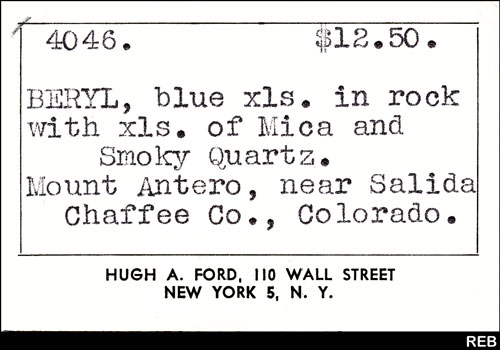 4046. $12.50.
BERYL, blue xls. in rock
with xls. of Mica and
Smoky Quartz.
Mount Antero, near Salida
Chaffee Co., Colorado.
HUGH A. FORD, 110 WALL STREET
NEW YORK 5, N. Y.
REB